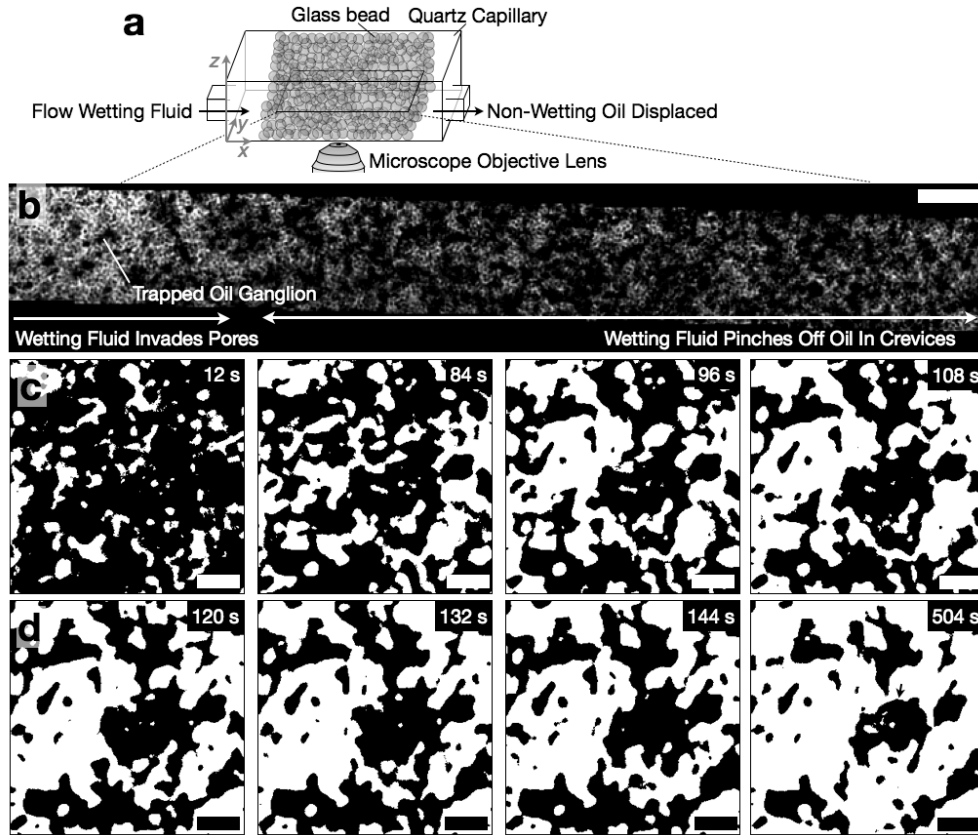 a
Glass bead
Quartz Capillary
z
Flow Wetting Fluid
Non-Wetting Oil Displaced
y
x
Microscope Objective Lens
b
Trapped Oil Ganglion
Wetting Fluid Invades Pores
Wetting Fluid Pinches Off Oil In Crevices
c
12 s
84 s
96 s
108 s
d
120 s
132 s
144 s
504 s